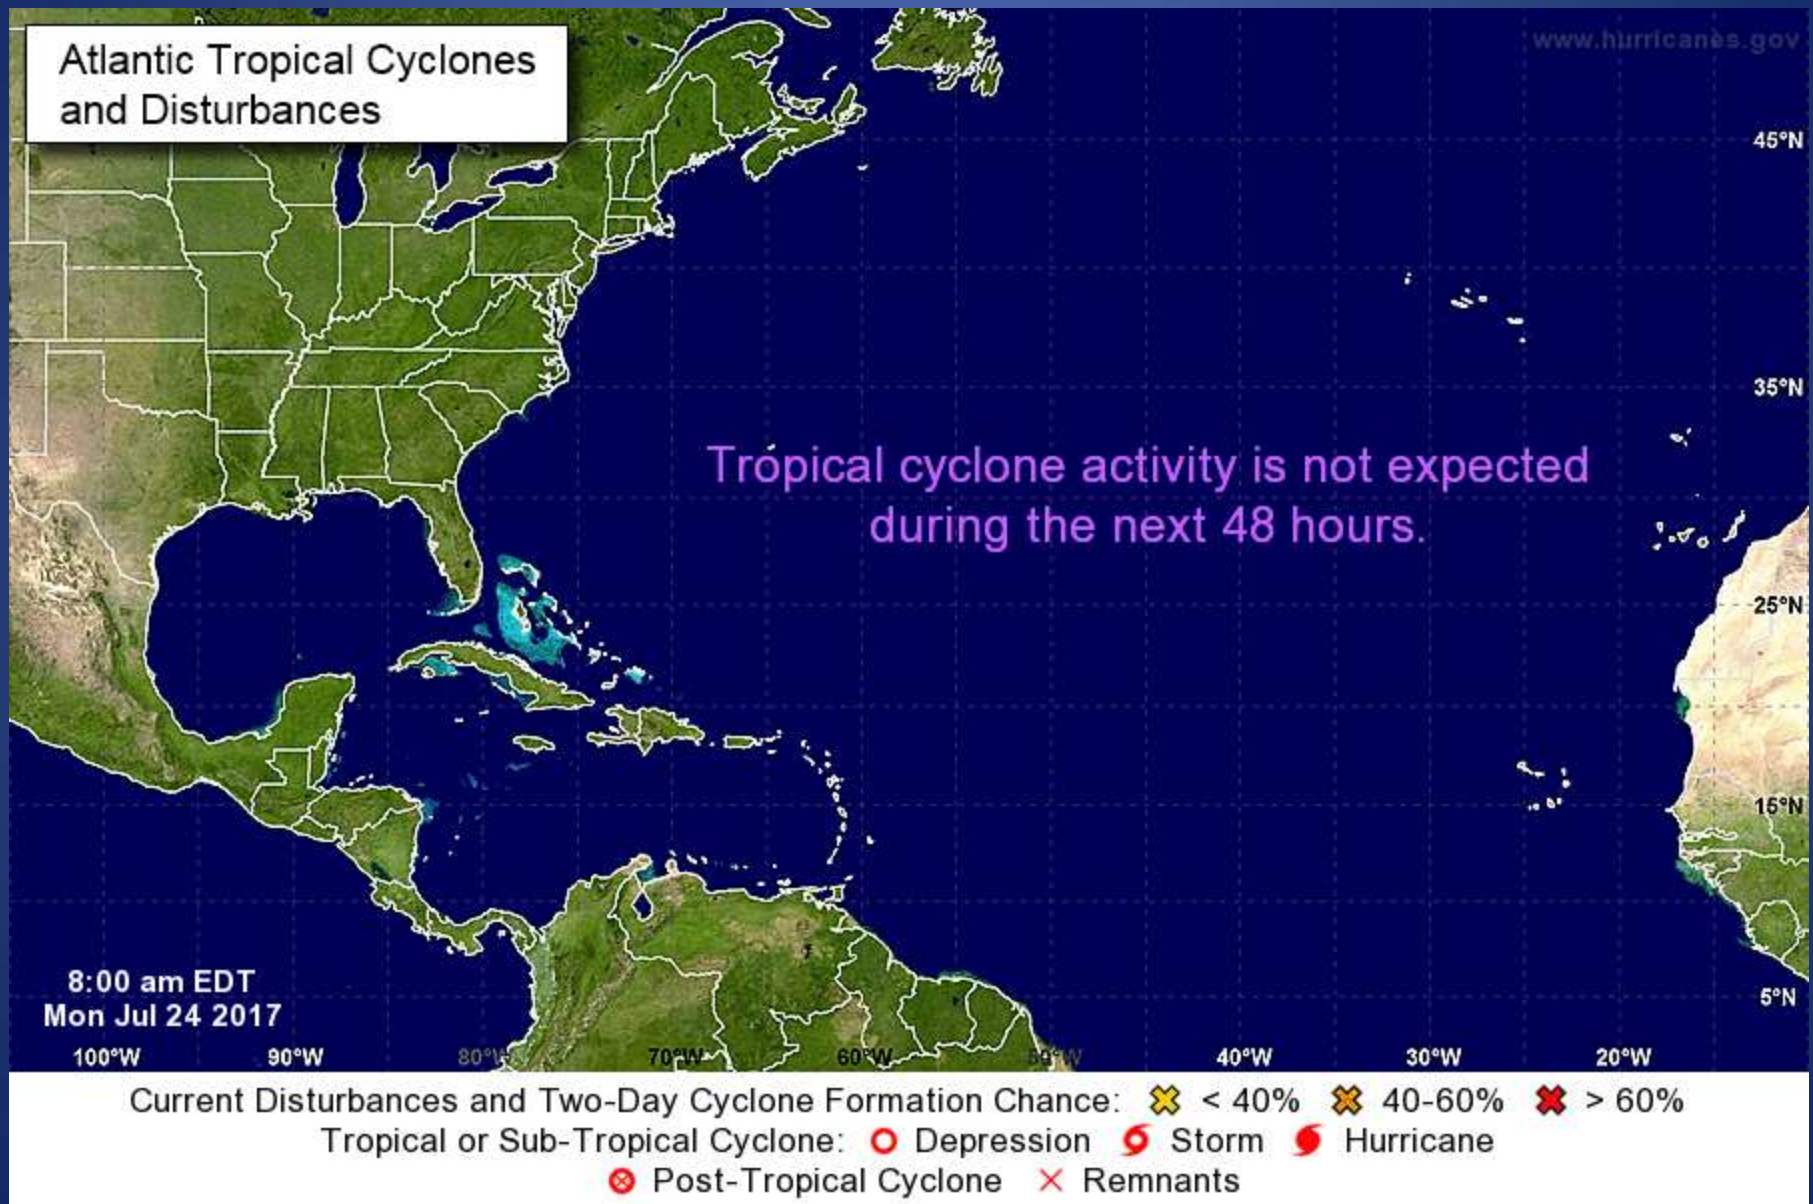 Atlantic Tropical Cyclones
and Disturbances
www.hurricanes.gov
45°N
35°N
Tropical cyclone activity is not expected
during the next 48 hours.
25°N
15°N
8:00 am EDT
Mon Jul 24 2017
5°N
100°W 90°W 80°W 70°W 60°W 50°W 40°W 30°W 20°W
Current Disturbances and Two-Day Cyclone Formation Chance: < 40% 40-60% > 60%
Tropical or Sub-Tropical Cyclone: Depression Storm Hurricane
Post-Tropical Cyclone Remnants